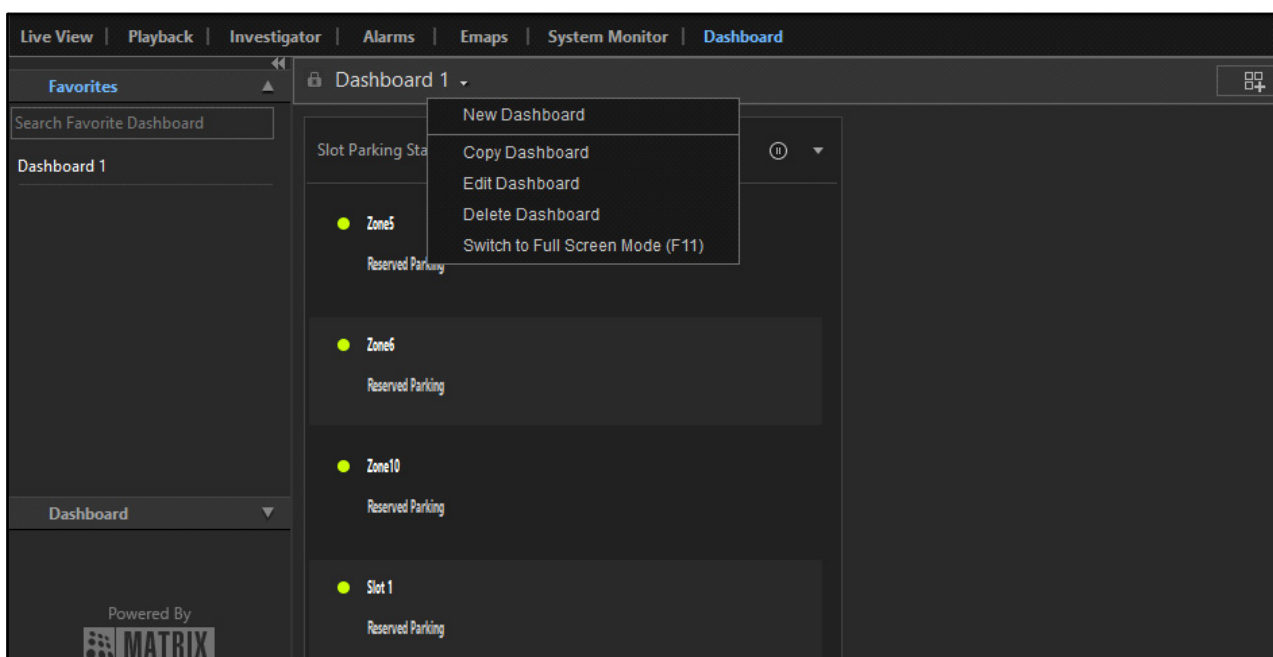 Live View | Playback | Investigator | Alarms | Emaps | System Monitor | Dashboard
Favorites
Search Favorite Dashboard
Dashboard 1
Dashboard
Powered By
MATRIX
Dashboard 1
New Dashboard
Copy Dashboard
Edit Dashboard
Delete Dashboard
Switch to Full Screen Mode (F11)
Slot Parking Sta
Zone5
Reserved Parking
Zone6
Reserved Parking
Zone10
Reserved Parking
Slot 1
Reserved Parking